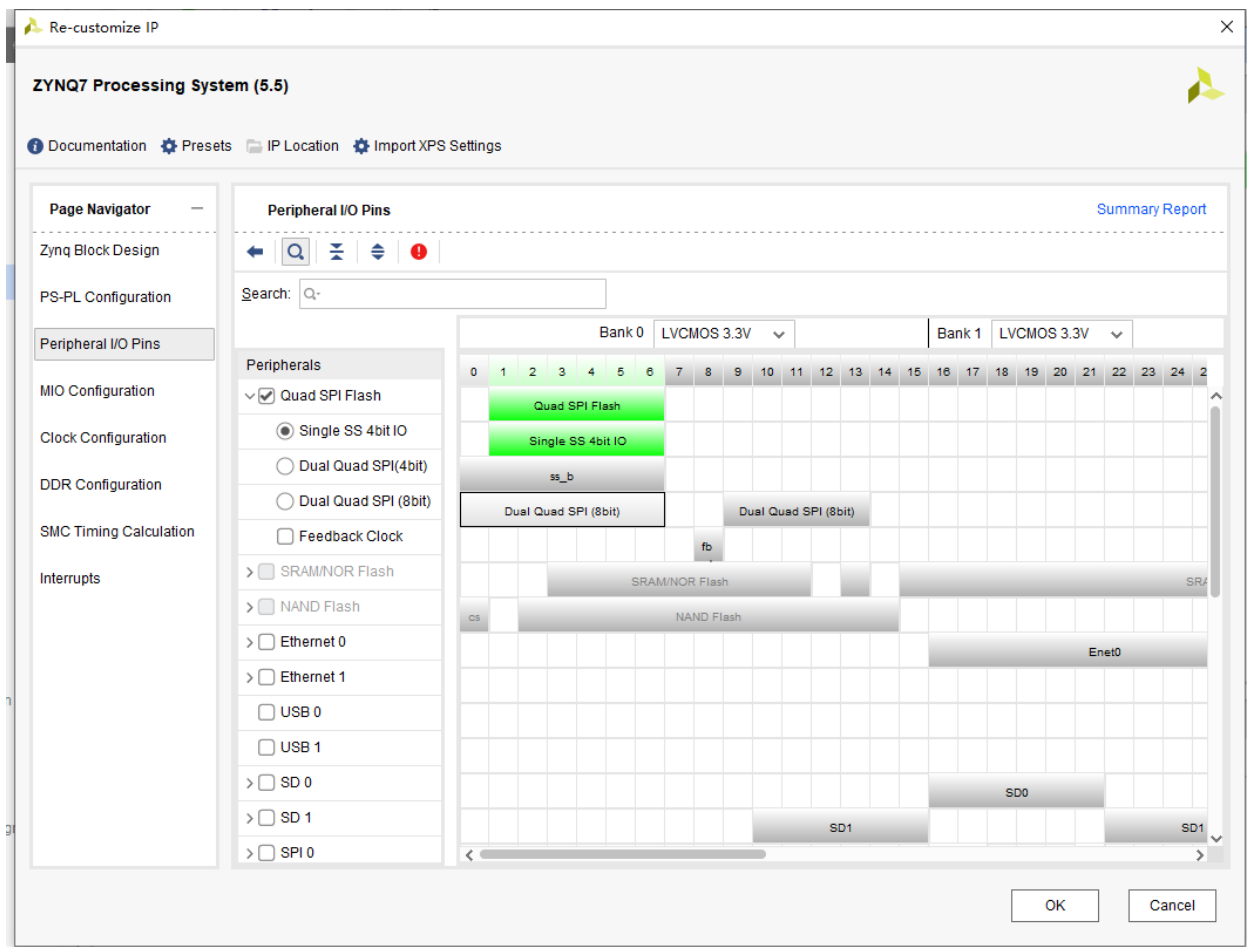 Re-customize IP
ZYNQ7 Processing System (5.5)
Documentation Presets IP Location Import XPS Settings
Page Navigator
Zynq Block Design
PS-PL Configuration
Peripheral I/O Pins
MIO Configuration
Clock Configuration
DDR Configuration
SMC Timing Calculation
Interrupts
Peripheral I/O Pins Summary Report
Search:
Bank 0 LVCMOS 3.3V Bank 1 LVCMOS 3.3V
Peripherals 0 1 2 3 4 5 6 7 8 9 10 11 12 13 14 15 16 17 18 19 20 21 22 23 24 2
Quad SPI Flash Quad SPI Flash
Single SS 4bit IO Single SS 4bit IO
Dual Quad SPI(4bit) ss_b
Dual Quad SPI (8bit) Dual Quad SPI (8bit) Dual Quad SPI (8bit)
Feedback Clock fb
SRAM/NOR Flash SRAM/NOR Flash SRA
NAND Flash cs NAND Flash
Ethernet 0 Enet0
Ethernet 1
USB 0
USB 1
SD 0 SD0
SD 1 SD1 SD1
SPI 0
OK Cancel